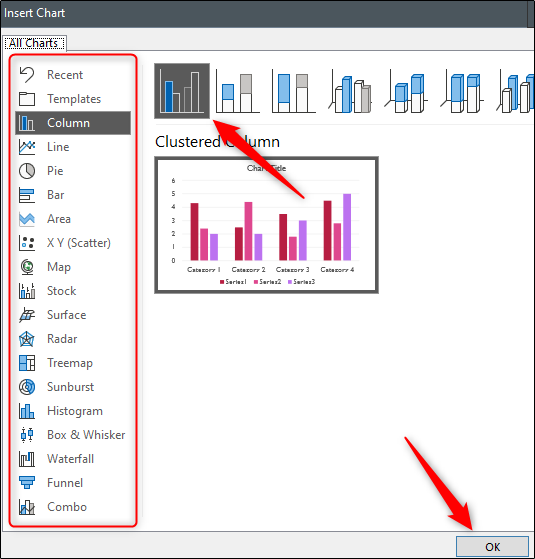 Insert Chart
All Charts
Recent
Templates
Column
Line
Pie
Bar
Area
X Y (Scatter)
Map
Stock
Surface
Radar
Treemap
Sunburst
Histogram
Box & Whisker
Waterfall
Funnel
Combo
Clustered Column
Chart Title
6
5
4
3
2
1
0
Category 1 Category 2 Category 3 Category 4
Series1 Series2 Series3
OK